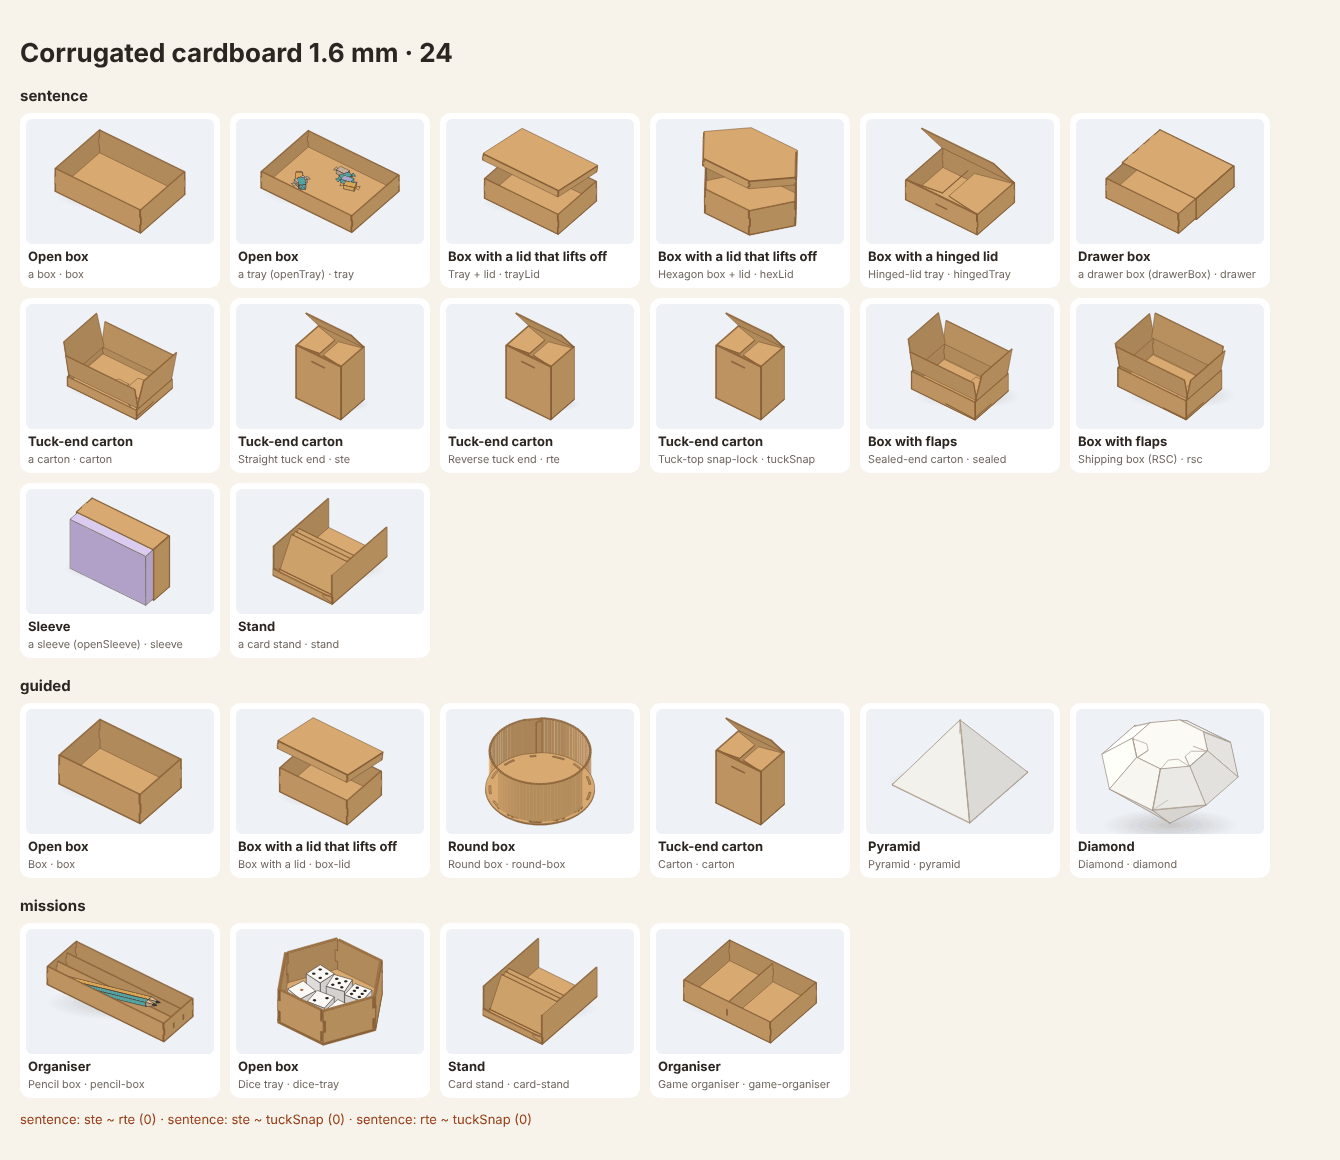 Corrugated cardboard 1.6 mm · 24
sentence
Open box
a box · box
Open box
a tray (openTray) · tray
Box with a lid that lifts off
Tray + lid · trayLid
Box with a lid that lifts off
Hexagon box + lid · hexLid
Box with a hinged lid
Hinged-lid tray · hingedTray
Drawer box
a drawer box (drawerBox) · drawer
Tuck-end carton
a carton · carton
Tuck-end carton
Straight tuck end · ste
Tuck-end carton
Reverse tuck end · rte
Tuck-end carton
Tuck-top snap-lock · tuckSnap
Box with flaps
Sealed-end carton · sealed
Box with flaps
Shipping box (RSC) · rsc
Sleeve
a sleeve (openSleeve) · sleeve
Stand
a card stand · stand
guided
Open box
Box · box
Box with a lid that lifts off
Box with a lid · box-lid
Round box
Round box · round-box
Tuck-end carton
Carton · carton
Pyramid
Pyramid · pyramid
Diamond
Diamond · diamond
missions
Organiser
Pencil box · pencil-box
Open box
Dice tray · dice-tray
Stand
Card stand · card-stand
Organiser
Game organiser · game-organiser
sentence: ste ~ rte (0) · sentence: ste ~ tuckSnap (0) · sentence: rte ~ tuckSnap (0)